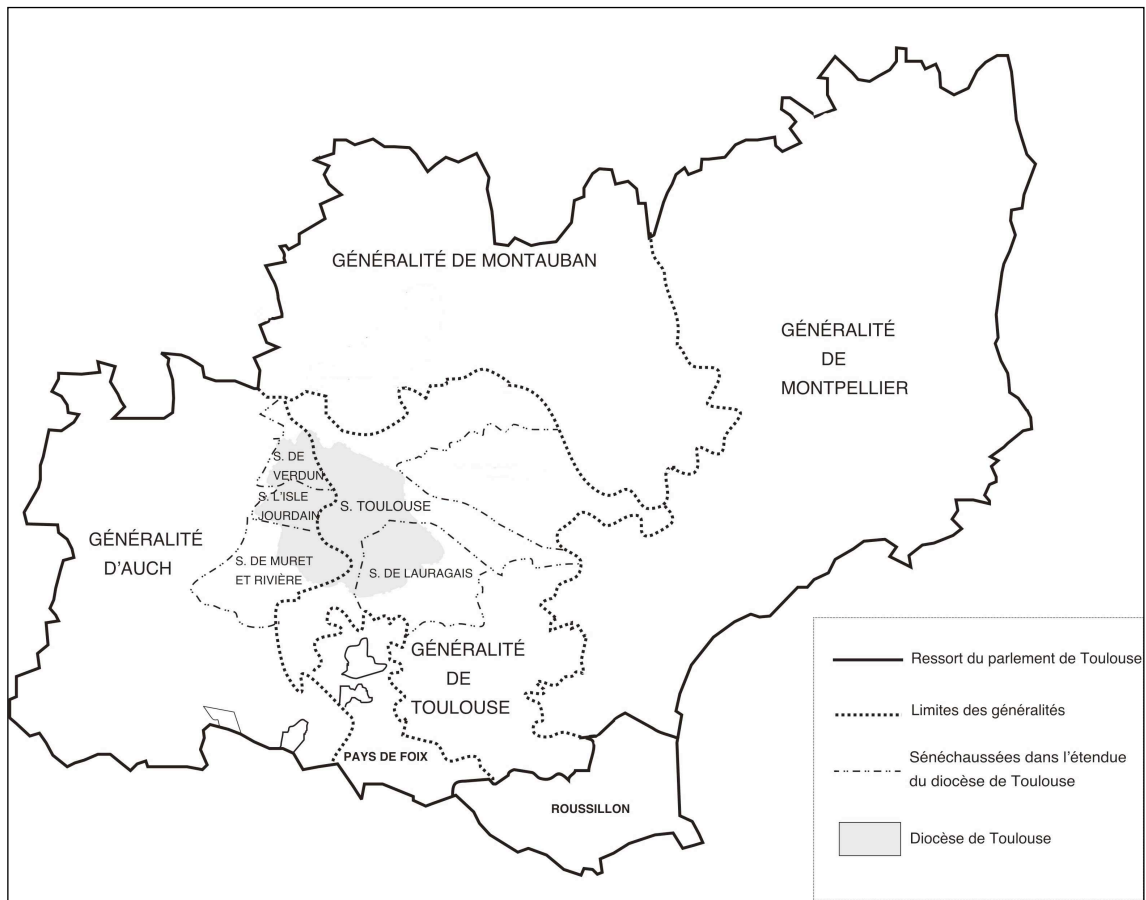 GÉNÉRALITÉ DE MONTAUBAN
GÉNÉRALITÉ
DE
MONTPELLIER
S. DE
VERDUN
S. L'ISLE
JOURDAIN
S. TOULOUSE
GÉNÉRALITÉ
D'AUCH
S. DE MURET
ET RIVIÈRE
S. DE LAURAGAIS
GÉNÉRALITÉ
DE
TOULOUSE
PAYS DE FOIX
ROUSSILLON
Ressort du parlement de Toulouse
Limites des généralités
Sénéchaussées dans l'étendue
du diocèse de Toulouse
Diocèse de Toulouse